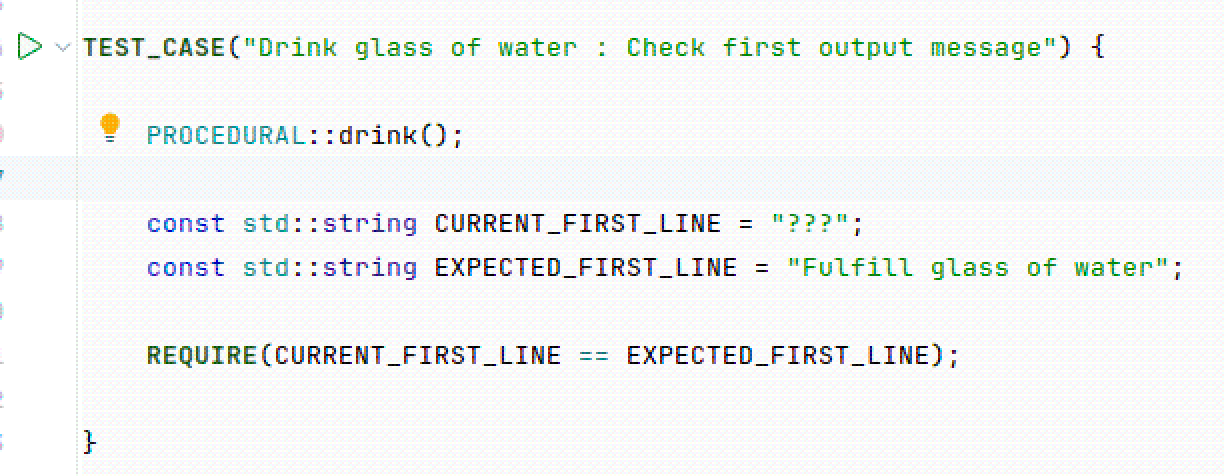 TEST_CASE("Drink glass of water : Check first output message") {
PROCEDURAL::drink();
const std::string CURRENT_FIRST_LINE = "???";
const std::string EXPECTED_FIRST_LINE = "Fulfill glass of water";
REQUIRE(CURRENT_FIRST_LINE == EXPECTED_FIRST_LINE);
}